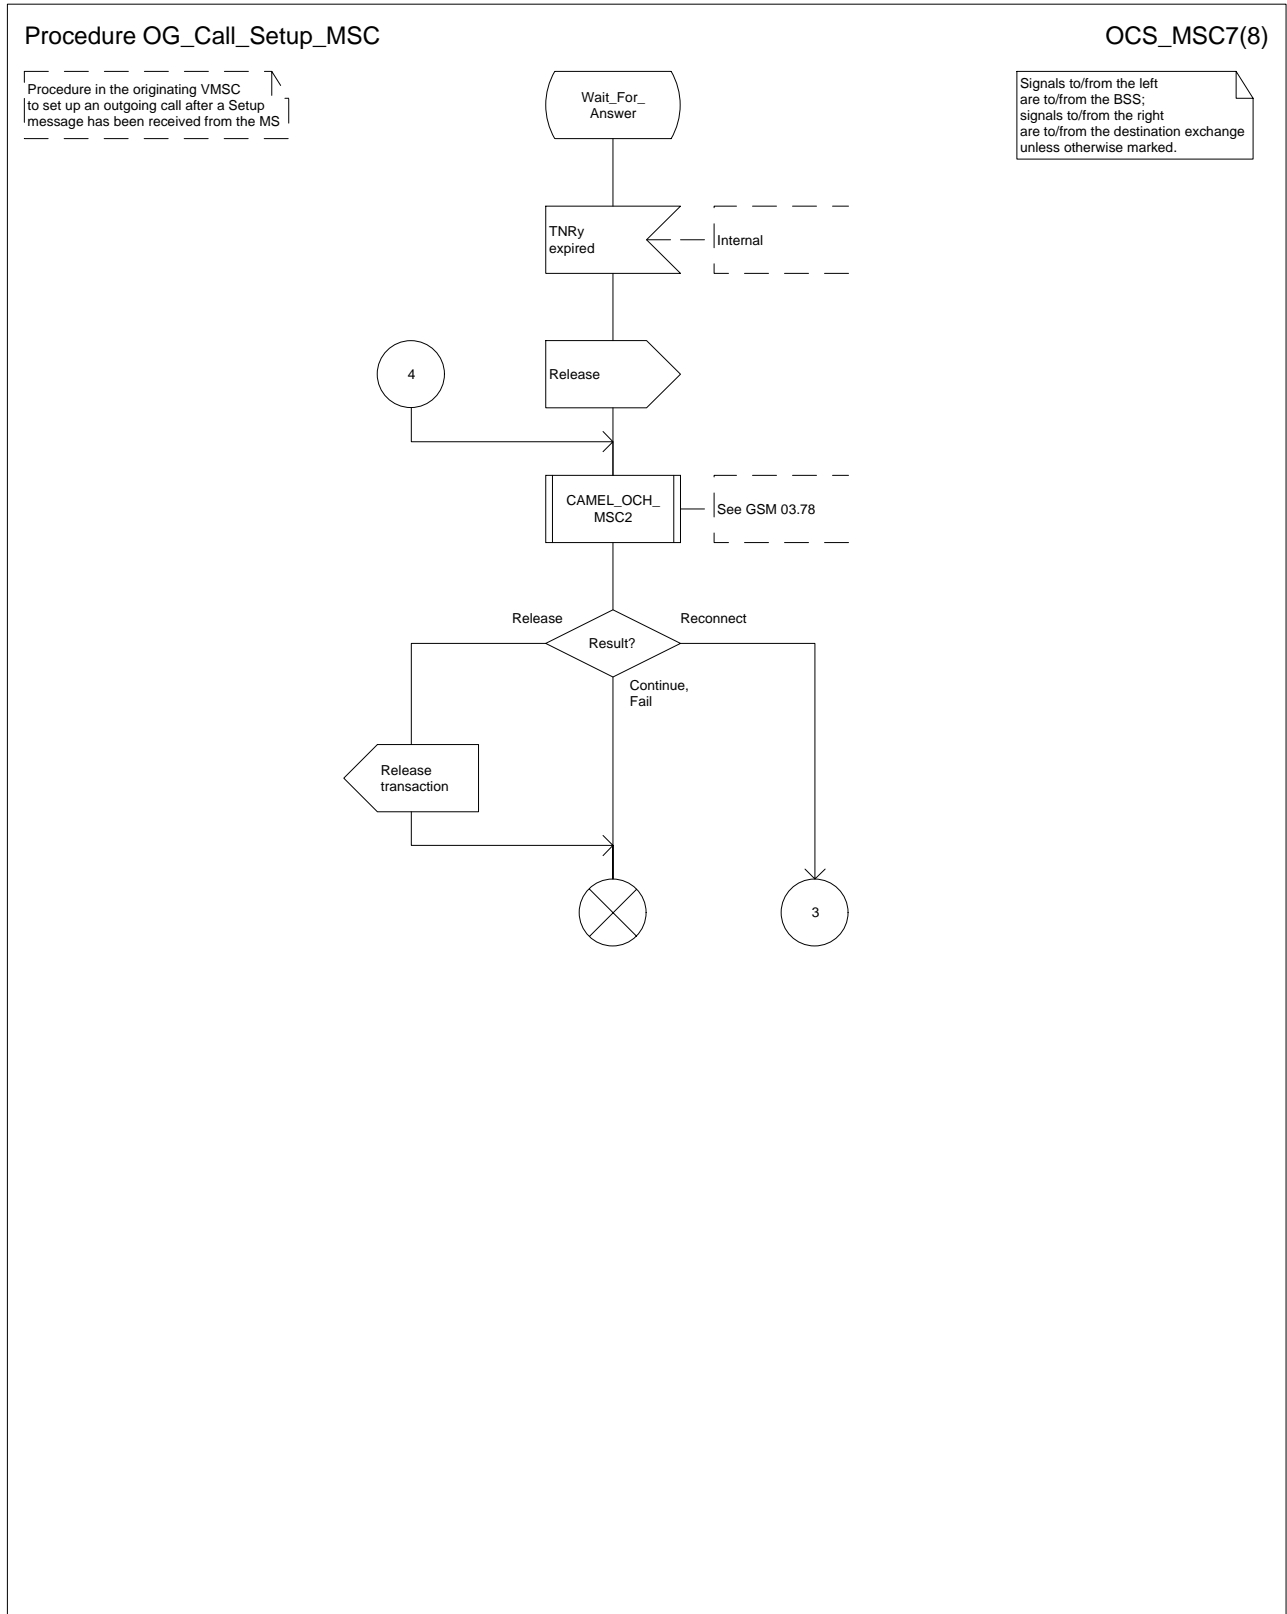 Procedure OG_Call_Setup_MSC
OCS_MSC7(8)
Procedure in the originating VMSC
to set up an outgoing call after a Setup
message has been received from the MS
Signals to/from the left
are to/from the BSS;
signals to/from the right
are to/from the destination exchange
unless otherwise marked.
Wait_For_
Answer
TNRy
expired
Internal
4
Release
CAMEL_OCH_
MSC2
See GSM 03.78
Release
Reconnect
Result?
Continue,
Fail
Release
transaction
3